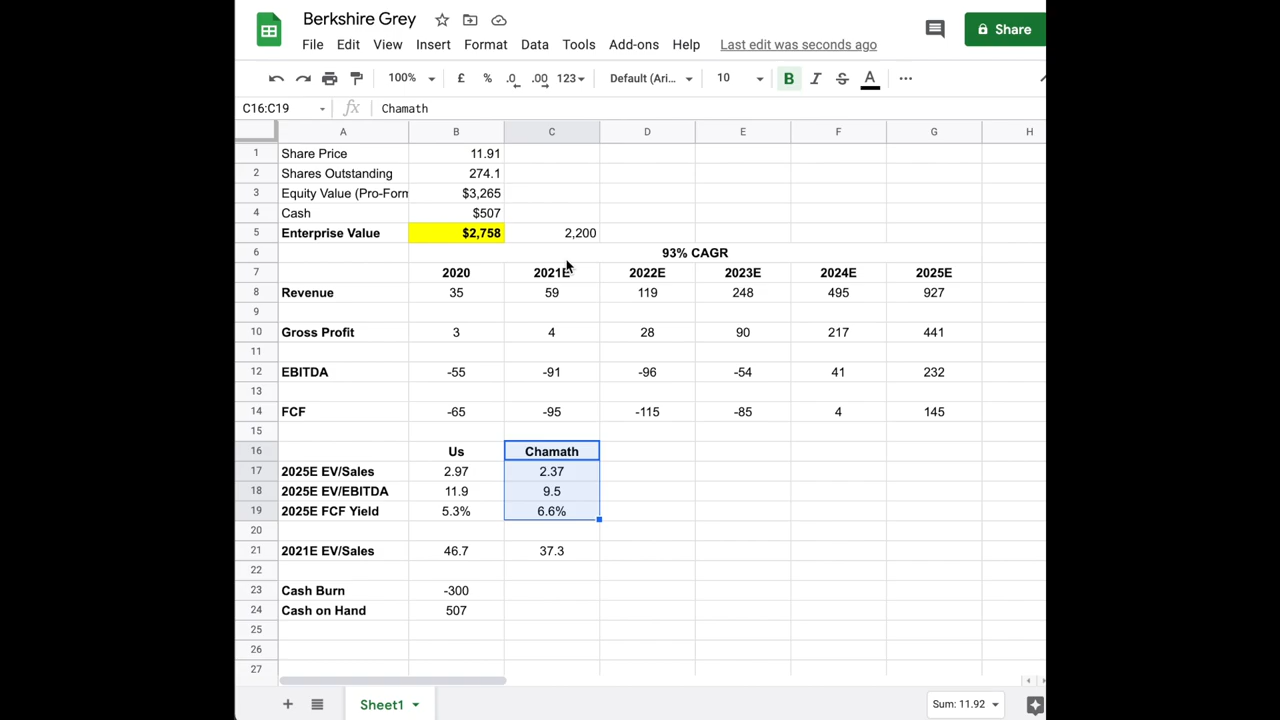 Berkshire Grey
File Edit View Insert Format Data Tools Add-ons Help Last edit was seconds ago
Share
100% £ % .0 .00 123 Default (Ari... 10 B I S A
C16:C19 fx Chamath
A B C D E F G H
1 Share Price 11.91
2 Shares Outstanding 274.1
3 Equity Value (Pro-Form $3,265
4 Cash $507
5 Enterprise Value $2,758 2,200
6 93% CAGR
7 2020 2021E 2022E 2023E 2024E 2025E
8 Revenue 35 59 119 248 495 927
9
10 Gross Profit 3 4 28 90 217 441
11
12 EBITDA -55 -91 -96 -54 41 232
13
14 FCF -65 -95 -115 -85 4 145
15
16 Us Chamath
17 2025E EV/Sales 2.97 2.37
18 2025E EV/EBITDA 11.9 9.5
19 2025E FCF Yield 5.3% 6.6%
20
21 2021E EV/Sales 46.7 37.3
22
23 Cash Burn -300
24 Cash on Hand 507
25
26
27
Sheet1
Sum: 11.92